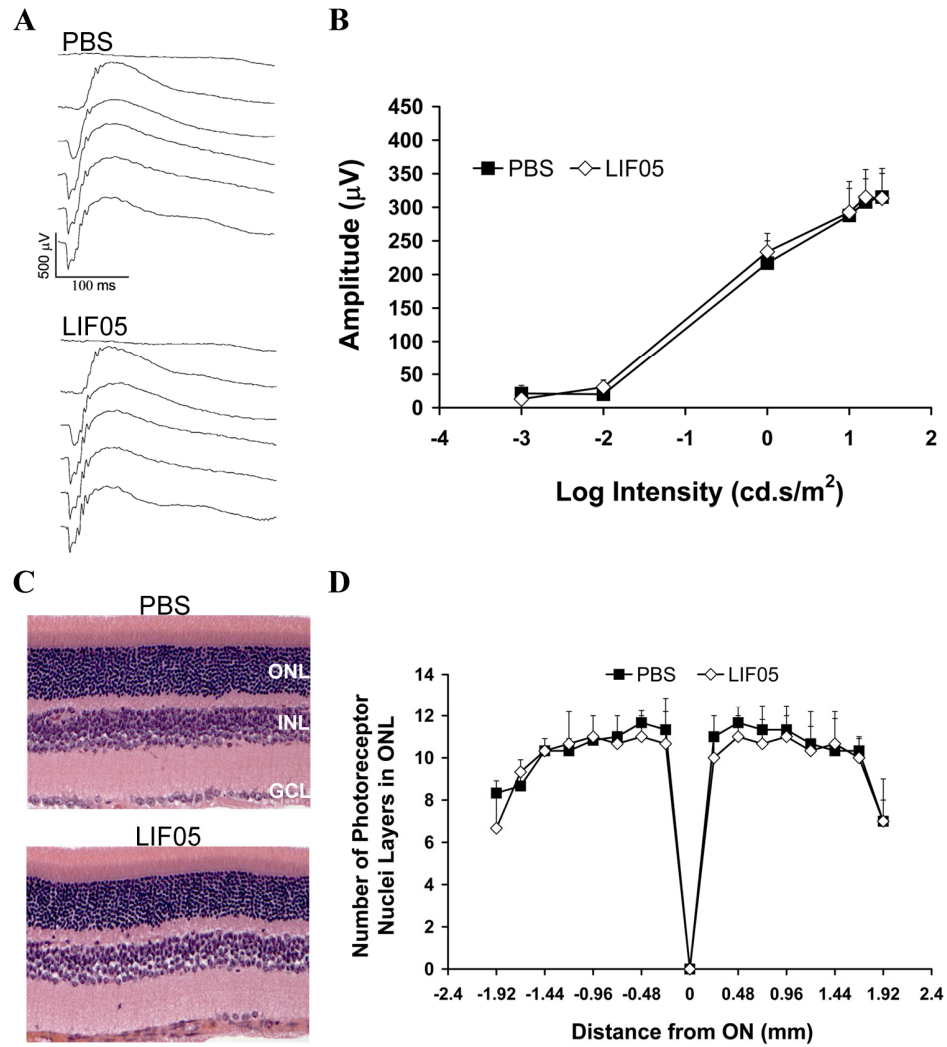 A
PBS
500 µV
100 ms
LIF05
B
450
400
350
300
250
200
150
100
50
0
Amplitude (µV)
PBS LIF05
-4 -3 -2 -1 0 1 2
Log Intensity (cd.s/m²)
C
PBS
ONL
INL
GCL
LIF05
D
14
12
10
8
6
4
2
0
Number of Photoreceptor
Nuclei Layers in ONL
PBS LIF05
-2.4 -1.92 -1.44 -0.96 -0.48 0 0.48 0.96 1.44 1.92 2.4
Distance from ON (mm)